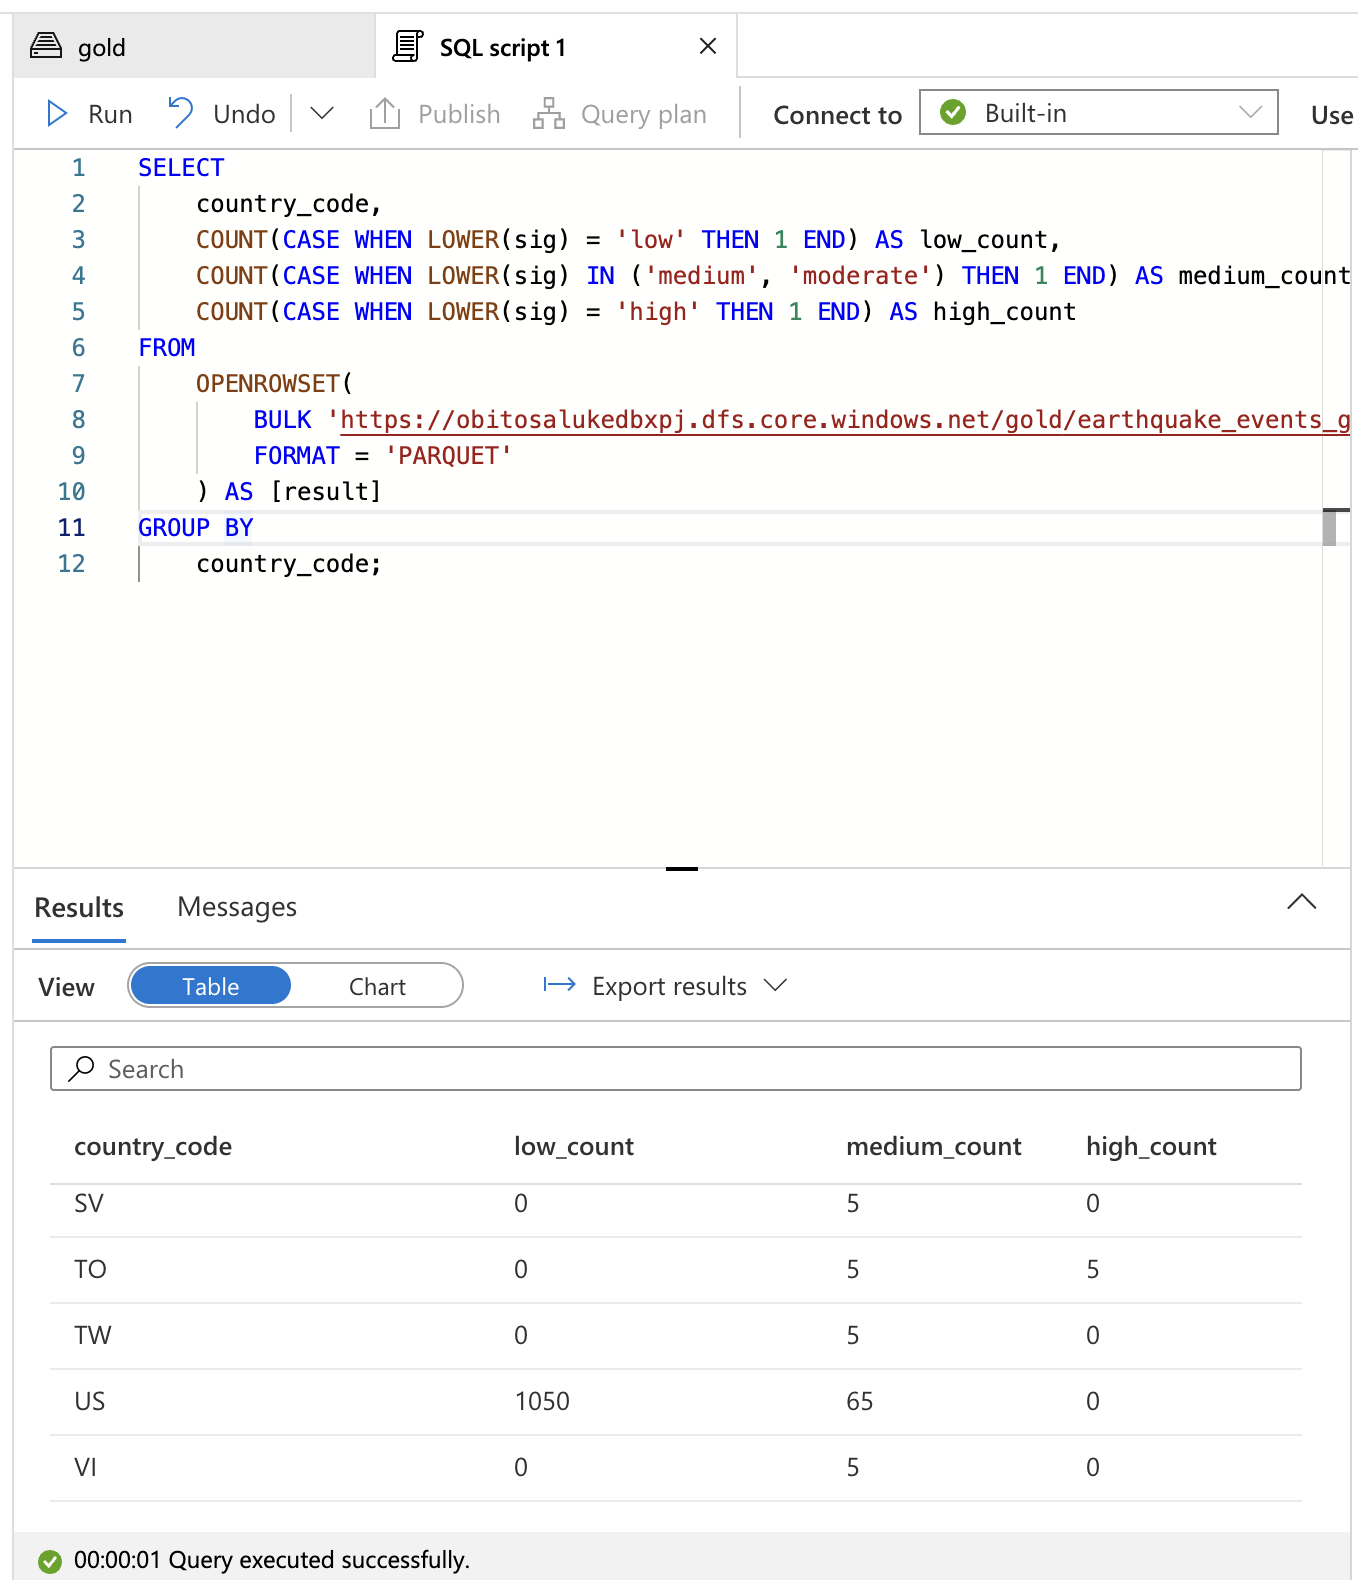 gold
SQL script 1
Run Undo Publish Query plan Connect to Built-in Use
1 SELECT
2 country_code,
3 COUNT(CASE WHEN LOWER(sig) = 'low' THEN 1 END) AS low_count,
4 COUNT(CASE WHEN LOWER(sig) IN ('medium', 'moderate') THEN 1 END) AS medium_count
5 COUNT(CASE WHEN LOWER(sig) = 'high' THEN 1 END) AS high_count
6 FROM
7 OPENROWSET(
8 BULK 'https://obitosalukedbxpj.dfs.core.windows.net/gold/earthquake_events_g
9 FORMAT = 'PARQUET'
10 ) AS [result]
11 GROUP BY
12 country_code;
Results Messages
View Table Chart Export results
Search
country_code low_count medium_count high_count
SV 0 5 0
TO 0 5 5
TW 0 5 0
US 1050 65 0
VI 0 5 0
00:00:01 Query executed successfully.